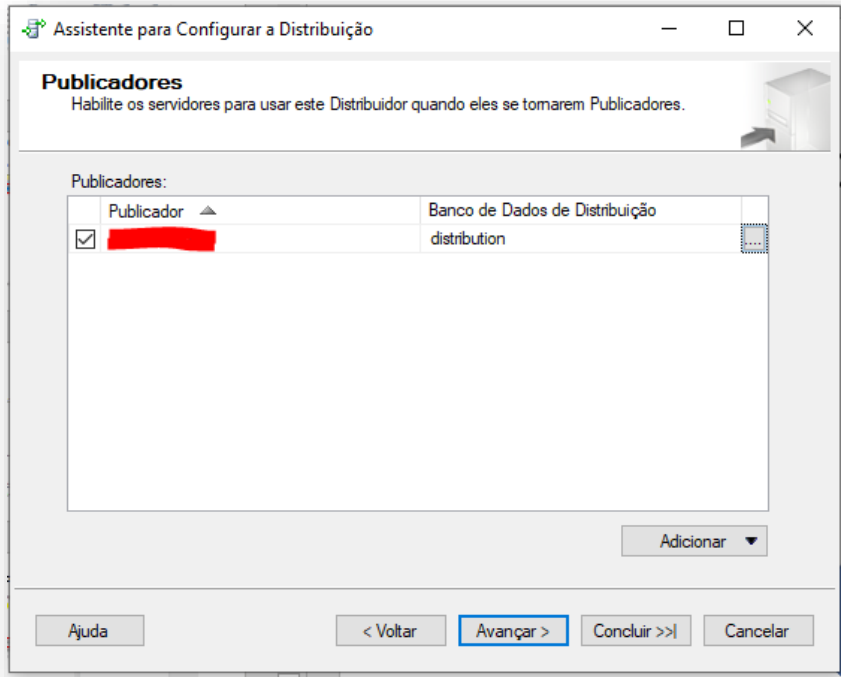 Assistente para Configurar a Distribuição
Publicadores
Habilite os servidores para usar este Distribuidor quando eles se tornarem Publicadores.
Publicadores:
Publicador
Banco de Dados de Distribuição
distribution
...
Adicionar
Ajuda
< Voltar
Avançar >
Concluir >>|
Cancelar